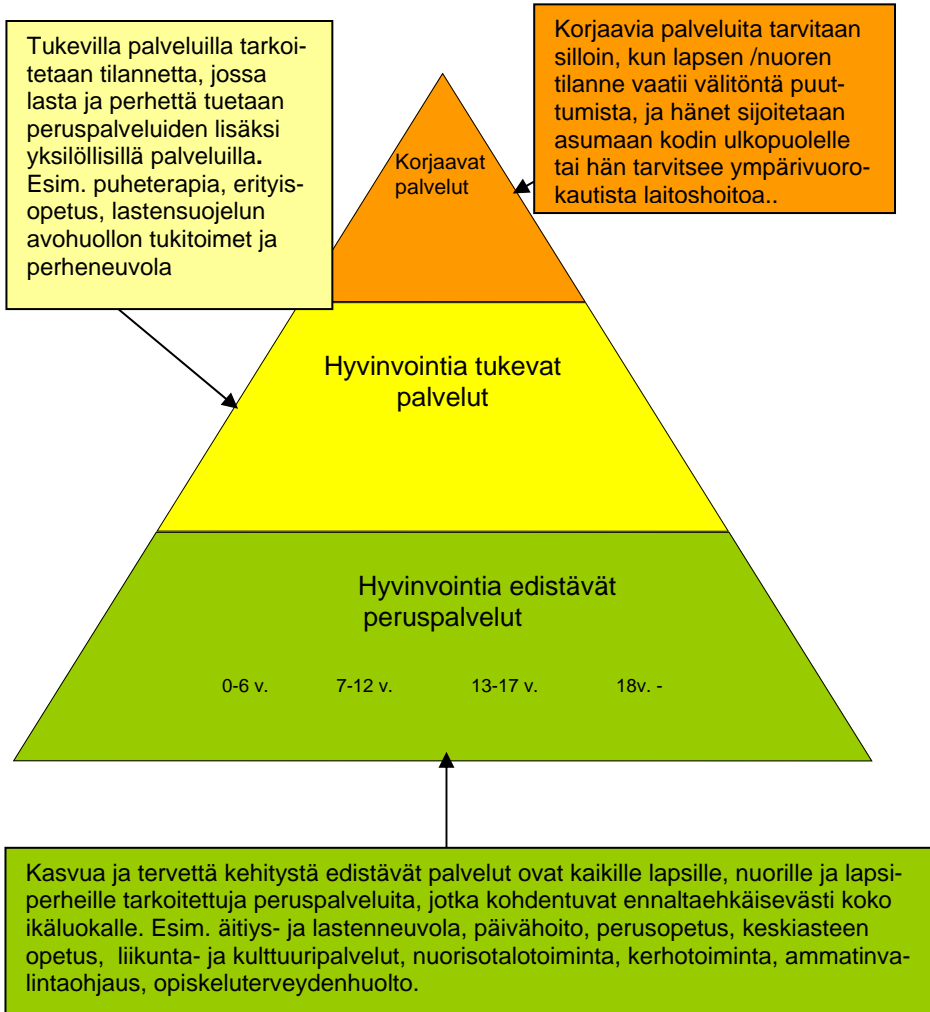 Tukevilla palveluilla tarkoi-
tetaan tilannetta, jossa
lasta ja perhettä tuetaan
peruspalveluiden lisäksi
yksilöllisillä palveluilla.
Esim. puheterapia, erityis-
opetus, lastensuojelun
avohuollon tukitoimet ja
perheneuvola
Korjaavia palveluita tarvitaan
silloin, kun lapsen /nuoren
tilanne vaatii välitöntä puut-
tumista, ja hänet sijoitetaan
asumaan kodin ulkopuolelle
tai hän tarvitsee ympärivuoro-
kautista laitoshoitoa..
Korjaavat
palvelut
Hyvinvointia tukevat
palvelut
Hyvinvointia edistävät
peruspalvelut
0-6 v. 7-12 v. 13-17 v. 18v. -
Kasvua ja tervettä kehitystä edistävät palvelut ovat kaikille lapsille, nuorille ja lapsi-
perheille tarkoitettuja peruspalveluita, jotka kohdentuvat ennaltaehkäisevästi koko
ikäluokalle. Esim. äitiys- ja lastenneuvola, päivähoito, perusopetus, keskiasteen
opetus, liikunta- ja kulttuuripalvelut, nuorisotalotoiminta, kerhotoiminta, ammatinva-
lintaohjaus, opiskeluterveydenhuolto.